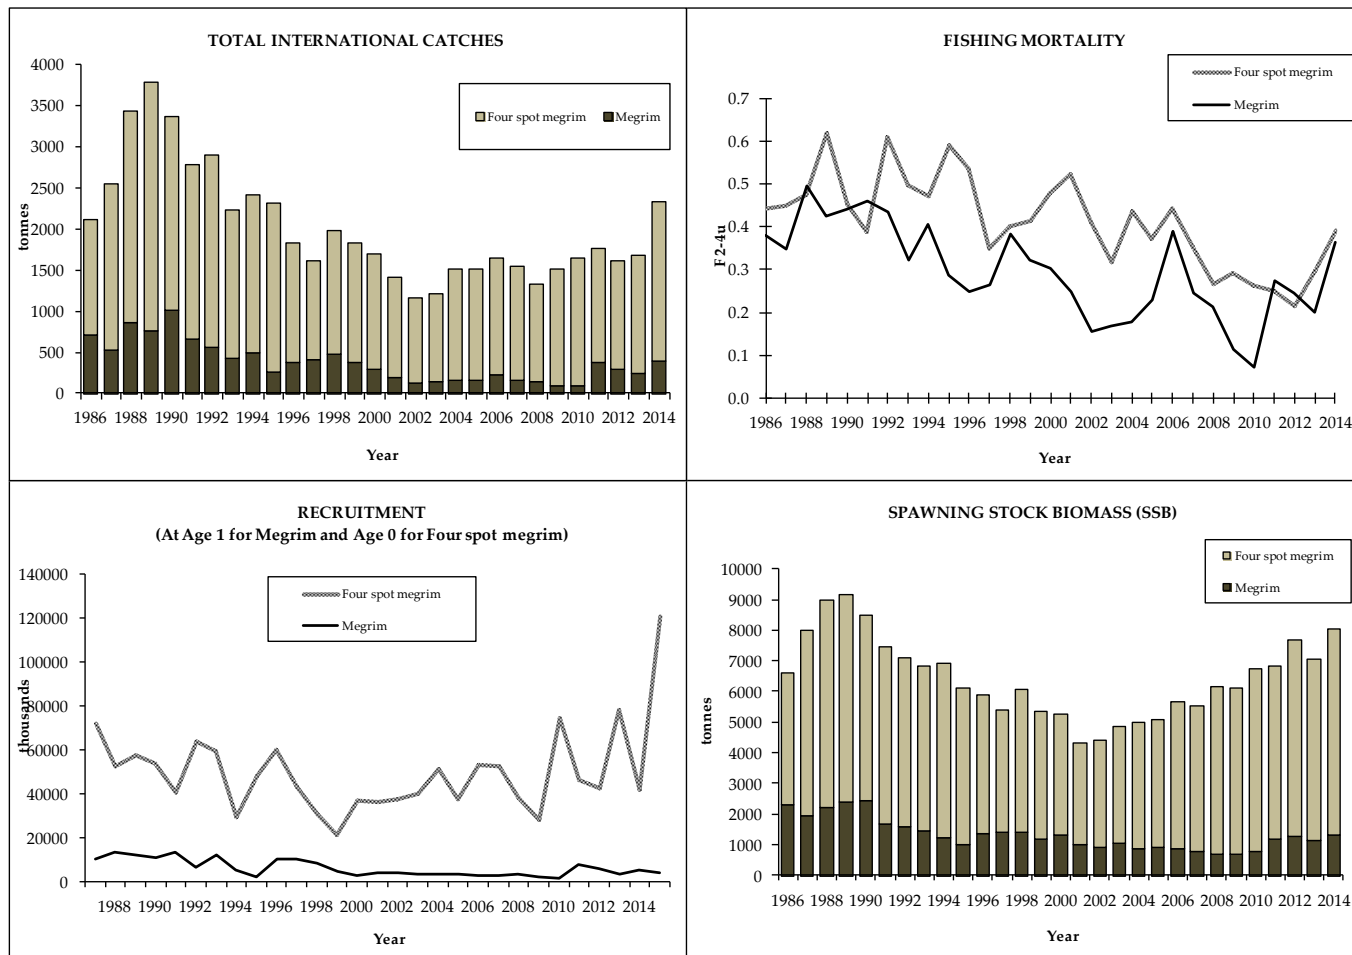 TOTAL INTERNATIONAL CATCHES
4000
3500
3000
2500
2000
1500
1000
500
0
tonnes
Four spot megrim Megrim
1986 1988 1990 1992 1994 1996 1998 2000 2002 2004 2006 2008 2010 2012 2014
Year
FISHING MORTALITY
Four spot megrim
Megrim
0.7
0.6
0.5
0.4
0.3
0.2
0.1
0.0
F 2-4u
1986 1988 1990 1992 1994 1996 1998 2000 2002 2004 2006 2008 2010 2012 2014
Year
RECRUITMENT
(At Age 1 for Megrim and Age 0 for Four spot megrim)
140000
120000
100000
80000
60000
40000
20000
0
thousands
Four spot megrim
Megrim
1988 1990 1992 1994 1996 1998 2000 2002 2004 2006 2008 2010 2012 2014
Year
SPAWNING STOCK BIOMASS (SSB)
Four spot megrim
Megrim
10000
9000
8000
7000
6000
5000
4000
3000
2000
1000
0
tonnes
1986 1988 1990 1992 1994 1996 1998 2000 2002 2004 2006 2008 2010 2012 2014
Year